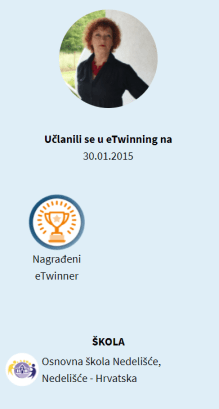 Učlanili se u eTwinning na
30.01.2015
Nagrađeni
eTwinner
ŠKOLA
Osnovna škola Nedelišće,
Nedelišće - Hrvatska